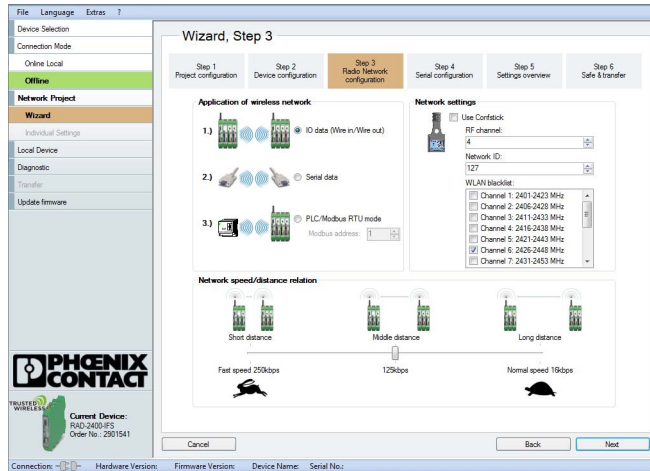 File Language Extras ?
Device Selection
Connection Mode
Online Local
Offline
Network Project
Wizard
Individual Settings
Local Device
Diagnostic
Transfer
Update firmware
PHŒNIX
CONTACT
TRUSTED
WIRELESS
Current Device:
RAD-2400-IFS
Order No.: 2901541
Wizard, Step 3
Step 1
Project configuration
Step 2
Device configuration
Step 3
Radio Network
configuration
Step 4
Serial configuration
Step 5
Settings overview
Step 6
Safe & transfer
Application of wireless network
1.) IO data (Wire in/Wire out)
2.) Serial data
3.) PLC/Modbus RTU mode
Modbus address: 1
Network settings
Use Confstick
RF channel:
4
Network ID:
127
WLAN blacklist:
Channel 1: 2401-2423 MHz
Channel 2: 2406-2428 MHz
Channel 3: 2411-2433 MHz
Channel 4: 2416-2438 MHz
Channel 5: 2421-2443 MHz
Channel 6: 2426-2448 MHz
Channel 7: 2431-2453 MHz
Network speed/distance relation
Short distance Middle distance Long distance
Fast speed 250kbps 125kbps Normal speed 16kbps
Cancel Back Next
Connection: Hardware Version: Firmware Version: Device Name: Serial No.: